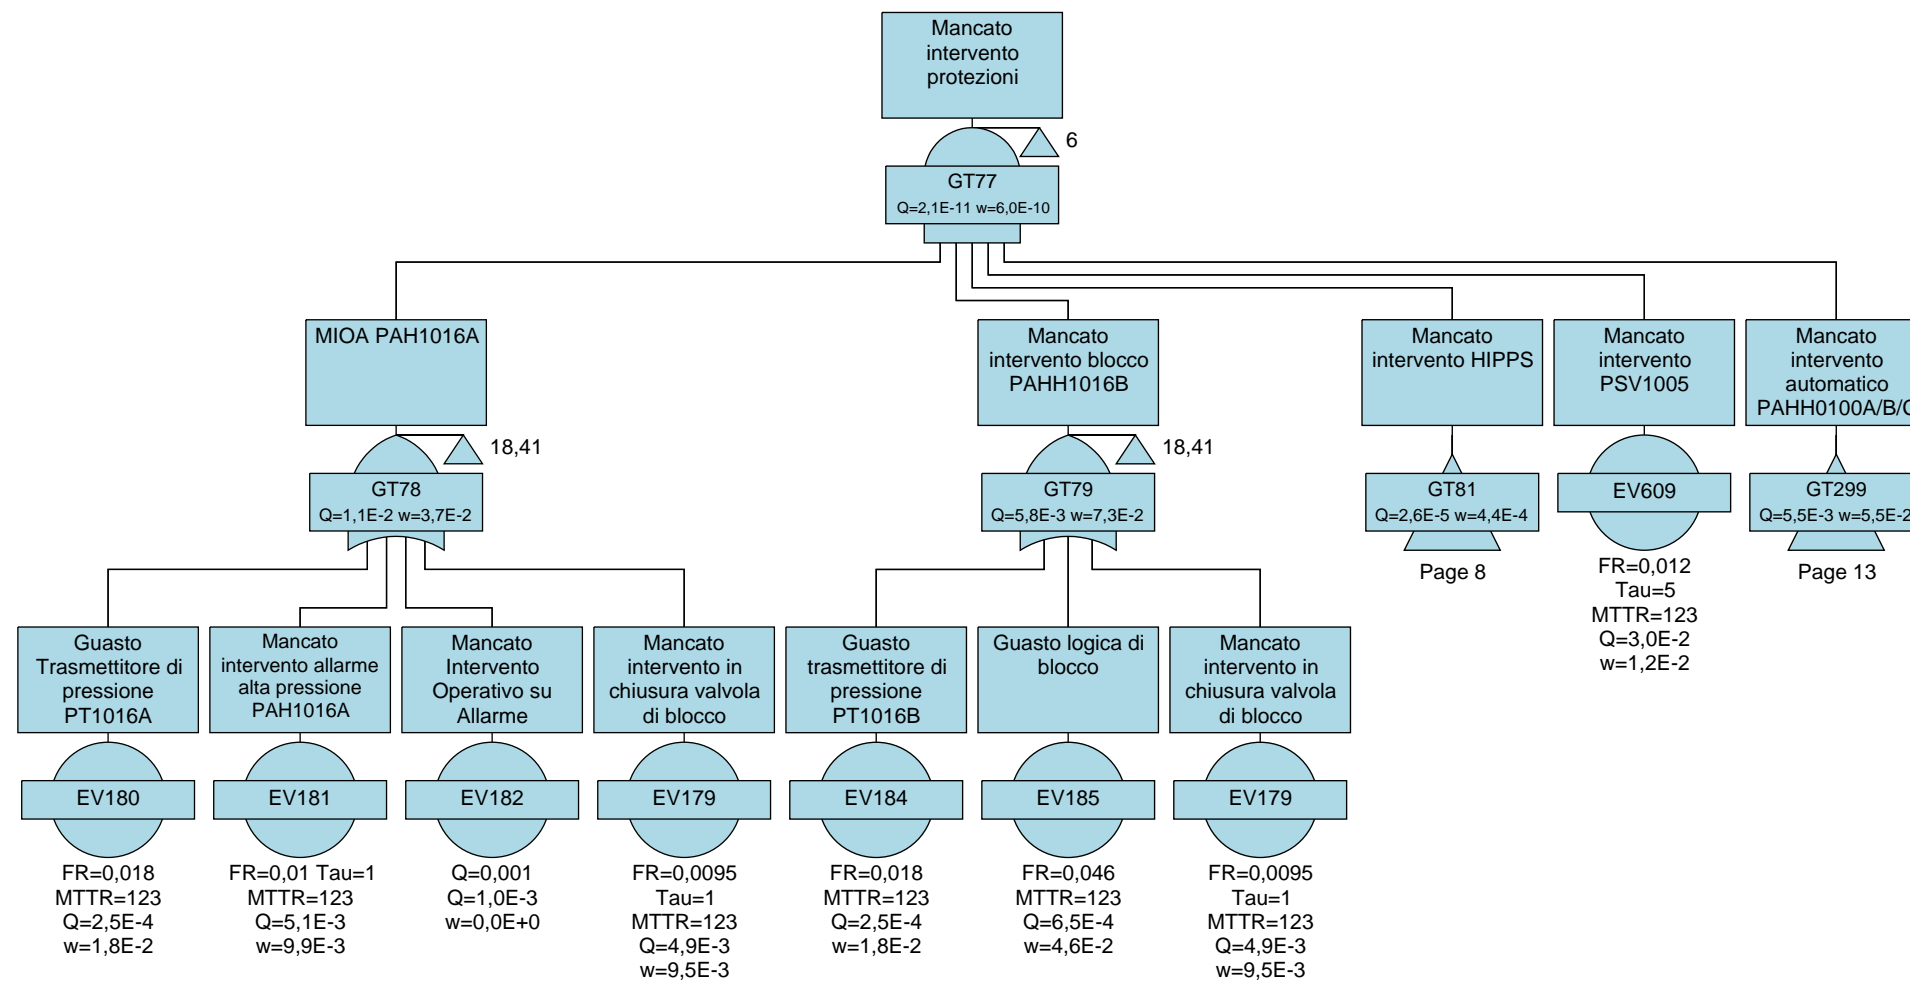 Mancato
intervento
protezioni
6
GT77
Q=2,1E-11 w=6,0E-10
MIOA PAH1016A
18,41
GT78
Q=1,1E-2 w=3,7E-2
Mancato
intervento blocco
PAHH1016B
18,41
GT79
Q=5,8E-3 w=7,3E-2
Mancato
intervento HIPPS
GT81
Q=2,6E-5 w=4,4E-4
Page 8
Mancato
intervento
PSV1005
EV609
FR=0,012
Tau=5
MTTR=123
Q=3,0E-2
w=1,2E-2
Mancato
intervento
automatico
PAHH0100A/B/C
GT299
Q=5,5E-3 w=5,5E-2
Page 13
Guasto
Trasmettitore di
pressione
PT1016A
EV180
FR=0,018
MTTR=123
Q=2,5E-4
w=1,8E-2
Mancato
intervento allarme
alta pressione
PAH1016A
EV181
FR=0,01 Tau=1
MTTR=123
Q=5,1E-3
w=9,9E-3
Mancato
Intervento
Operativo su
Allarme
EV182
Q=0,001
Q=1,0E-3
w=0,0E+0
Mancato
intervento in
chiusura valvola
di blocco
EV179
FR=0,0095
Tau=1
MTTR=123
Q=4,9E-3
w=9,5E-3
Guasto
trasmettitore di
pressione
PT1016B
EV184
FR=0,018
MTTR=123
Q=2,5E-4
w=1,8E-2
Guasto logica di
blocco
EV185
FR=0,046
MTTR=123
Q=6,5E-4
w=4,6E-2
Mancato
intervento in
chiusura valvola
di blocco
EV179
FR=0,0095
Tau=1
MTTR=123
Q=4,9E-3
w=9,5E-3